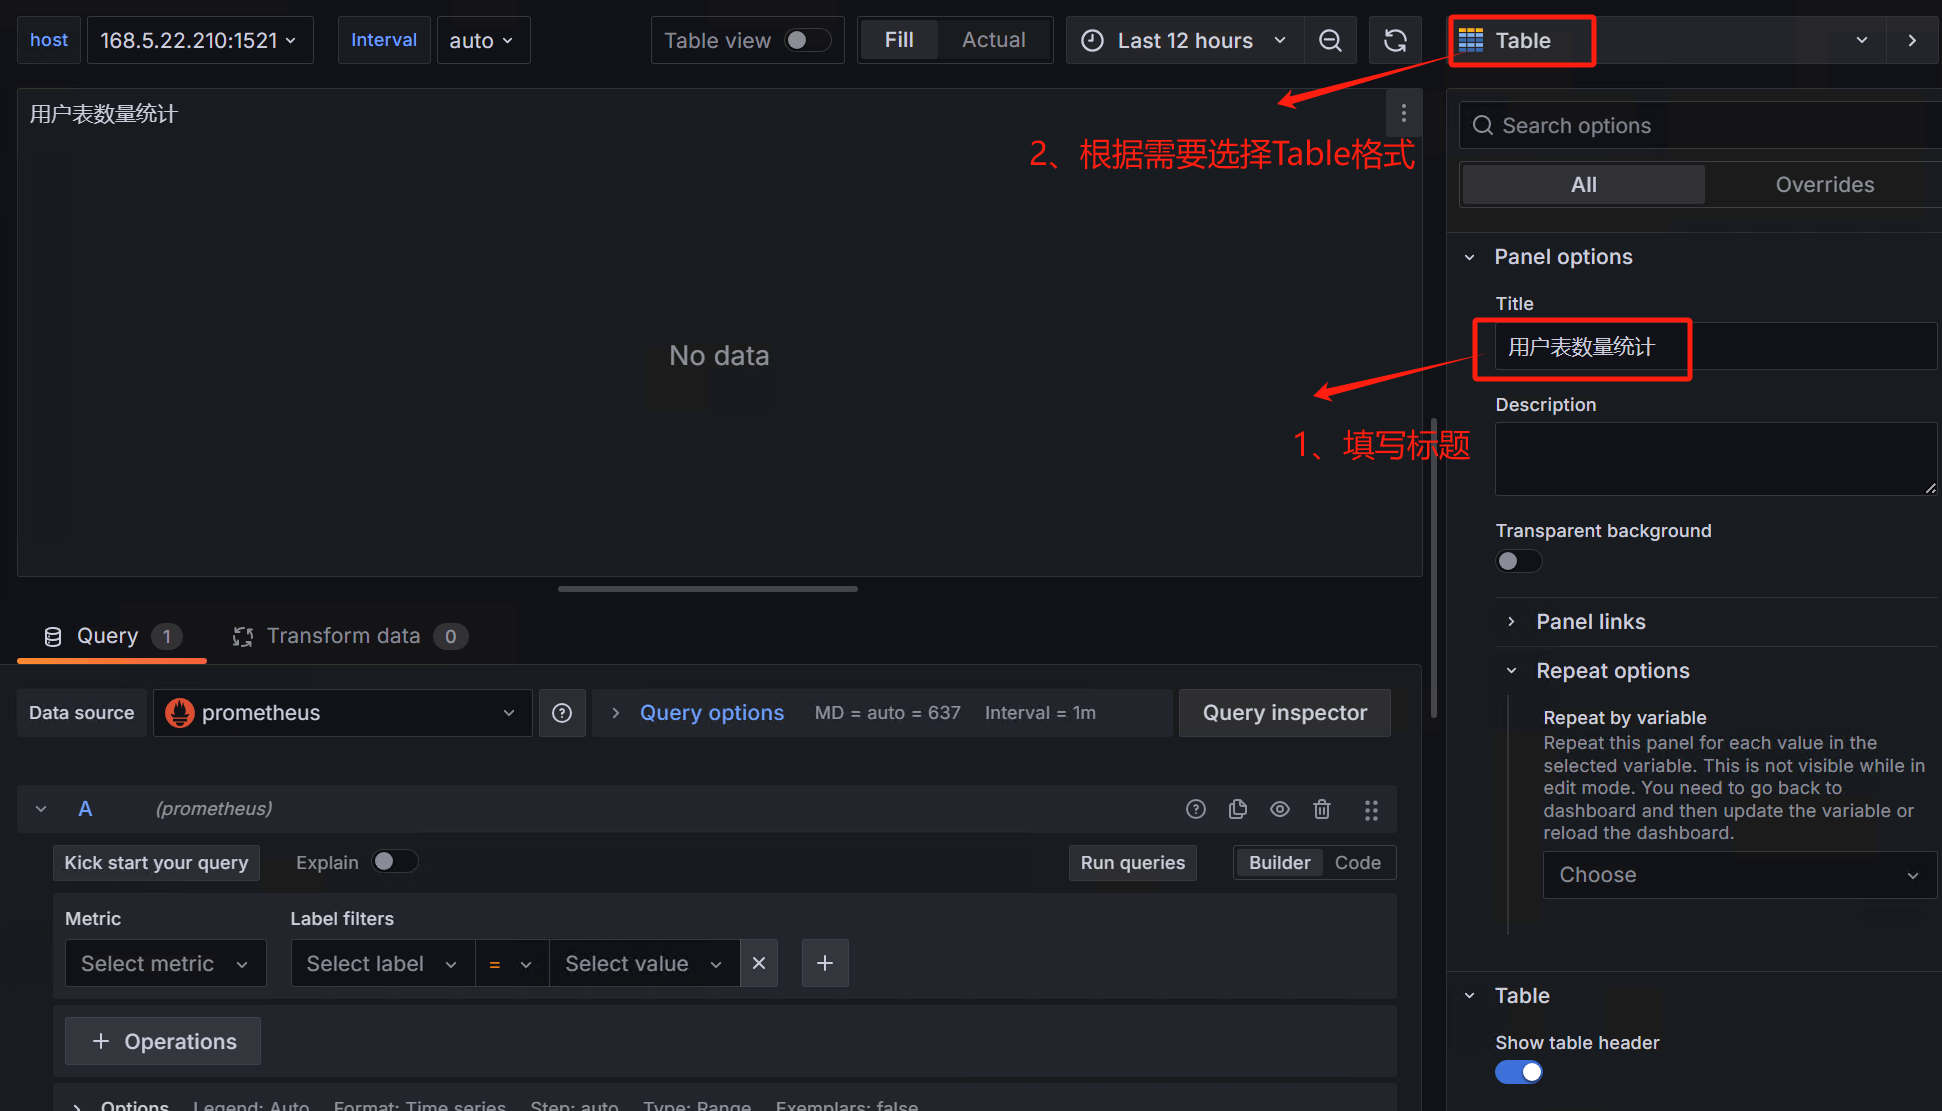 host 168.5.22.210:1521 Interval auto Table view Fill Actual Last 12 hours Table
用户表数量统计
2、根据需要选择Table格式
No data
1、填写标题
Search options
All Overrides
Panel options
Title
用户表数量统计
Description
Transparent background
Panel links
Repeat options
Repeat by variable
Repeat this panel for each value in the
selected variable. This is not visible while in
edit mode. You need to go back to
dashboard and then update the variable or
reload the dashboard.
Choose
Table
Show table header
Query 1 Transform data 0
Data source prometheus Query options MD = auto = 637 Interval = 1m Query inspector
A (prometheus)
Kick start your query Explain Run queries Builder Code
Metric Label filters
Select metric Select label = Select value
+ Operations
Options Legend: Auto Format: Time series Step: auto Type: Range Exemplars: false